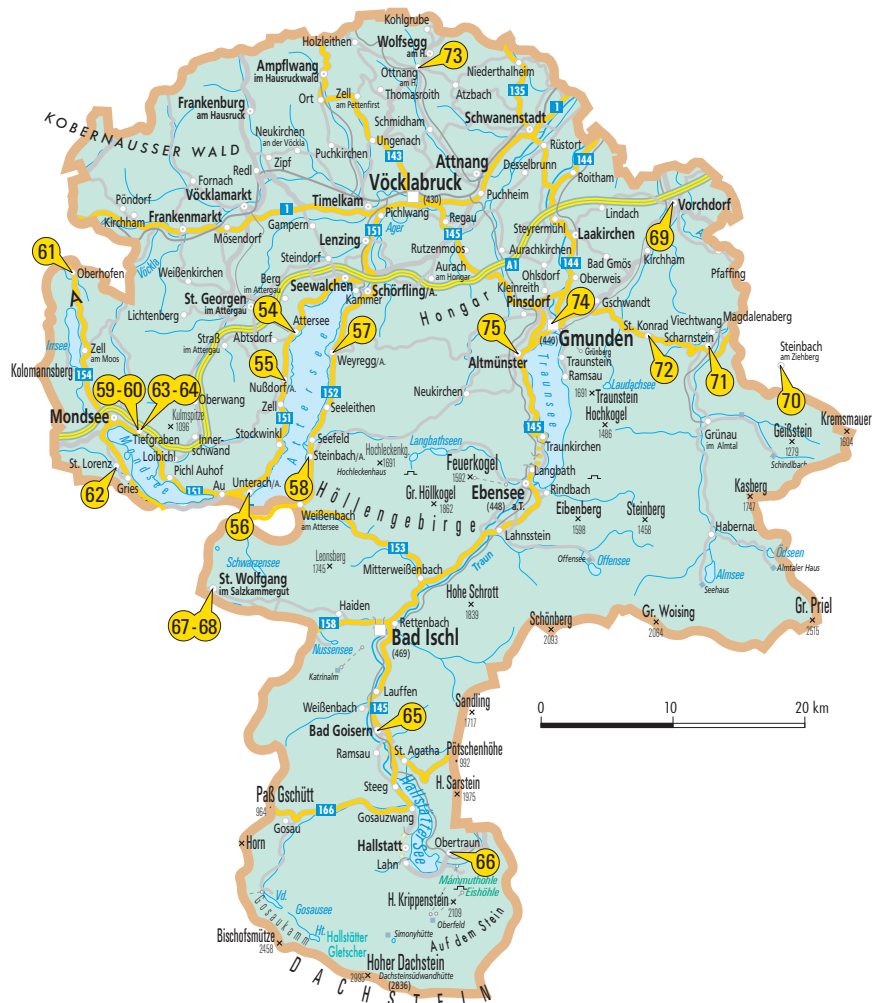 Kohlgrube
Holzleithen
Wolfsegg
am H.
73
Ampflwang
im Hausruckwald
Ottnang
am H.
Niederthalheim
Zell
am Pettenfirst
Thomasroith
Atzbach
135
Ort
1
Frankenburg
am Hausruck
Schmidham
Schwanenstadt
KOBERNAUSSER WALD
Neukirchen
an der Vöckla
Ungenach
Rüstorf
Zipf
Puchkirchen
143
Attnang
Desselbrunn
144
Redl
Fornach
Vöcklabruck
(430)
Roitham
Pöndorf
Vöcklamarkt
Timelkam
Puchheim
Lindach
Vorchdorf
Kirchham
Frankenmarkt
1
Pichlwang
Regau
Steyrermühl
69
Mösendorf
Gampern
151
Ager
145
Laakirchen
Lenzing
Rutzenmoos
Aurachkirchen
61
Oberhofen
Vöckla
Steindorf
A1
Ohlsdorf
144
Bad Gmös
Kirchham
A
Weißenkirchen
Berg
im Attergau
Seewalchen
Aurach
am Hongar
Kleinreith
Oberweis
Pfaffing
St. Georgen
im Attergau
Kammer
Schörfling/A.
Pinsdorf
74
Gschwandt
54
Hongar
Lichtenberg
Attersee
57
75
(440)
Gmunden
St. Konrad
Viechtwang
Magdalenaberg
Irrsee
Straß
im Attergau
Abtsdorf
Grünberg
Scharnstein
Steinbach
am Ziehberg
Zell
am Moos
55
Weyregg/A.
Altmünster
Traunstein
72
71
Kolomannsberg
154
Ramsau
Laudachsee
70
59-60
63-64
Nußdorf/A.
152
Neukirchen
1691
Traunstein
Oberwang
Zell
Seeleithen
Traunsee
Hochkogel
1486
Kremsmauer
1604
Mondsee
Kulmspitze
1096
151
Attersee
145
Grünau
im Almtal
Geißstein
1279
Tiefgraben
Innerschwand
Stockwinkl
Seefeld
Langbathseen
Traunkirchen
Schindlbach
Loibichl
Steinbach/A.
Hochleckenkg.
1691
Hochleckenhaus
Feuerkogel
1592
St. Lorenz
Mondsee
Pichl Auhof
58
Langbath
Kasberg
1747
62
Gries
Au
Unterach/A.
Gr. Höllkogel
1862
Ebensee
(448)
a.T.
Rindbach
151
56
Höllengebirge
Eibenberg
1598
Steinberg
1458
Weißenbach
am Attersee
Lahnstein
Habernau
153
Traun
Ödseen
Schwarzensee
Leonsberg
1745
Mitterweißenbach
Offensee
Offensee
Almtaler Haus
St. Wolfgang
im Salzkammergut
Almsee
Seehaus
67-68
Haiden
Hohe Schrott
1839
158
Rettenbach
Schönberg
2093
Gr. Woising
2064
Gr. Priel
2515
Bad Ischl
(469)
Nussensee
Katrinalm
Lauffen
Sandling
1717
0
10
20 km
Weißenbach
145
65
Bad Goisern
Ramsau
St. Agatha
Pötschenhöhe
992
Steeg
H. Sarstein
1975
Paß Gschütt
964
166
Hallstätter See
Gosau
Gosauzwang
Horn
Hallstatt
Obertraun
Lahn
66
Mammuthöhle
Eishöhle
Vd.
Gosausee
H. Krippenstein
2109
Gosaukamm
Ht.
Oberfeld
Auf dem Stein
Bischofsmütze
2458
Hallstätter
Gletscher
Simonyhütte
Hoher Dachstein
2995
Dachsteinsüdwandhütte
(2836)
DACHSTEIN